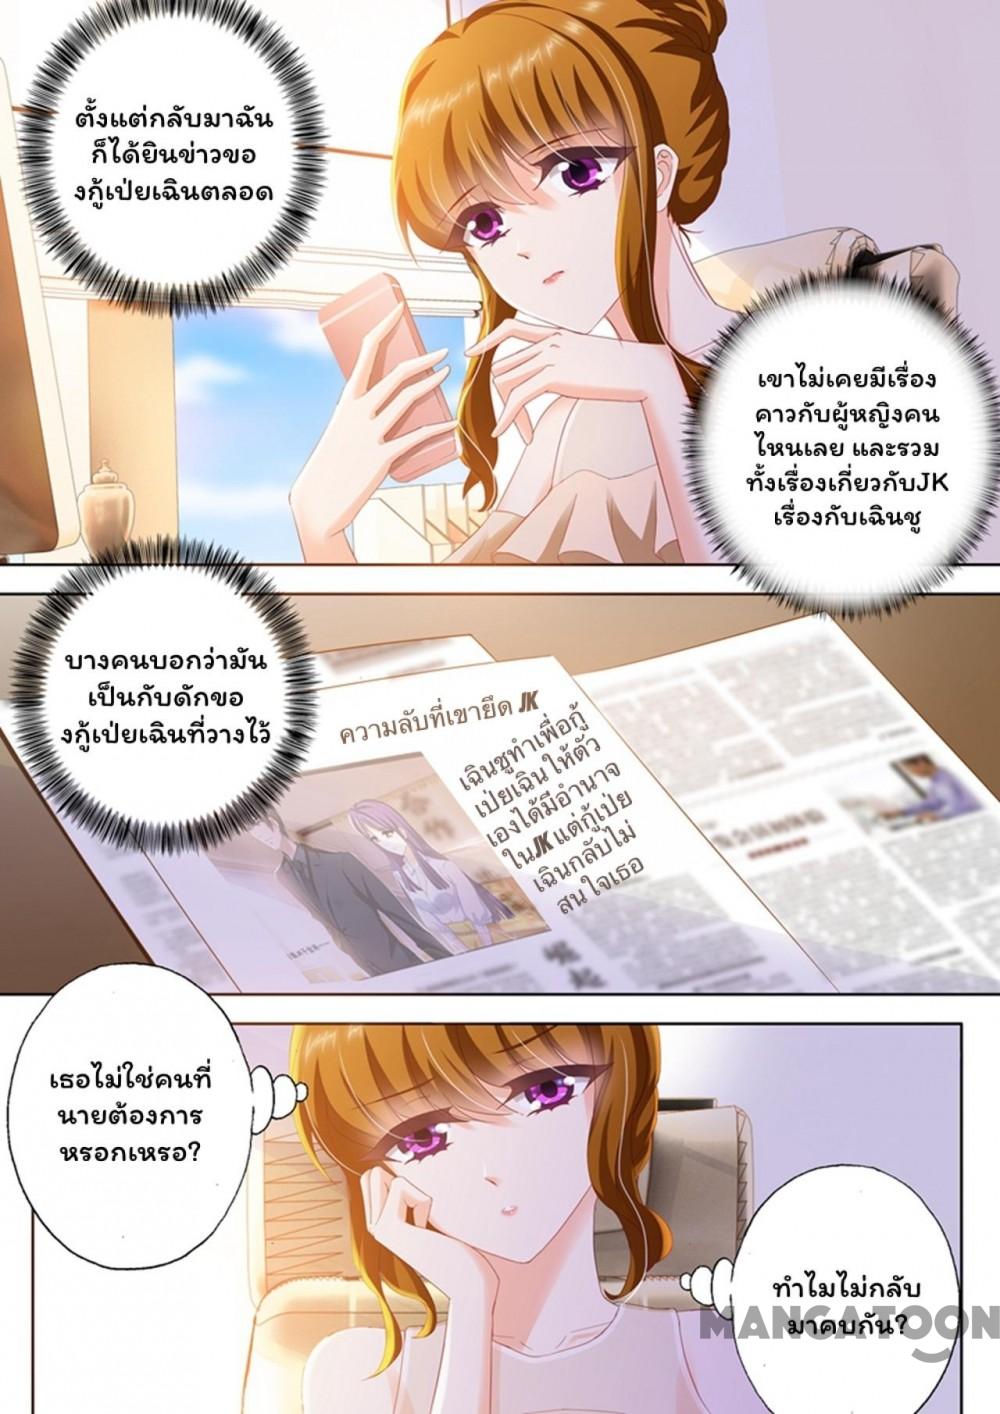 ตั้งแต่กลับมาฉัน
ก็ได้ยินข่าวขอ
งกู้เป่ยเฉินตลอด
เขาไม่เคยมีเรื่อง
คาวกับผู้หญิงคน
ไหนเลย และรวม
ทั้งเรื่องเกี่ยวกับJK
เรื่องกับเฉินชู
บางคนบอกว่ามัน
เป็นกับดักขอ
งกู้เป่ยเฉินที่วางไว้
ความลับที่เขายึด JK
เฉินชูทำเพื่อกู้
เป่ยเฉินให้ตัว
เองได้มีอำนาจ
ในJKแต่กู้เป่ย
เฉินกลับไม่
สนใจเธอ
合作
崛起
เธอไม่ใช่คนที่
นายต้องการ
หรอกเหรอ?
ทำไมไม่กลับ
มาคบกัน?
MANGATOON